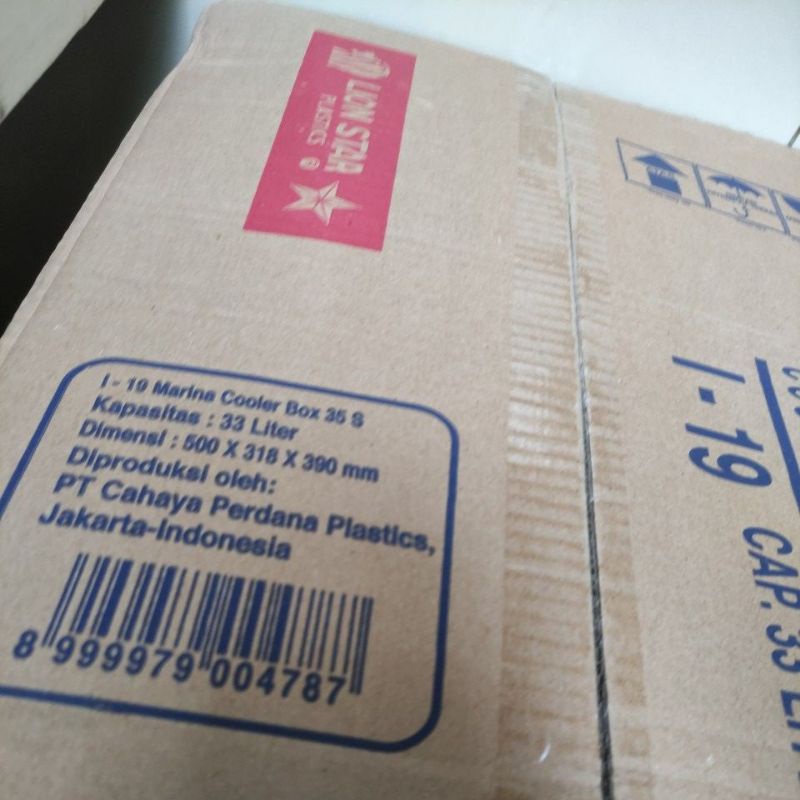 LION STAR
PLASTICS ®
I - 19 Marina Cooler Box 35 S
Kapasitas : 33 Liter
Dimensi : 500 X 318 X 390 mm
Diproduksi oleh:
PT Cahaya Perdana Plastics,
Jakarta-Indonesia
8 999979 004787
I - 19
CAP. 33